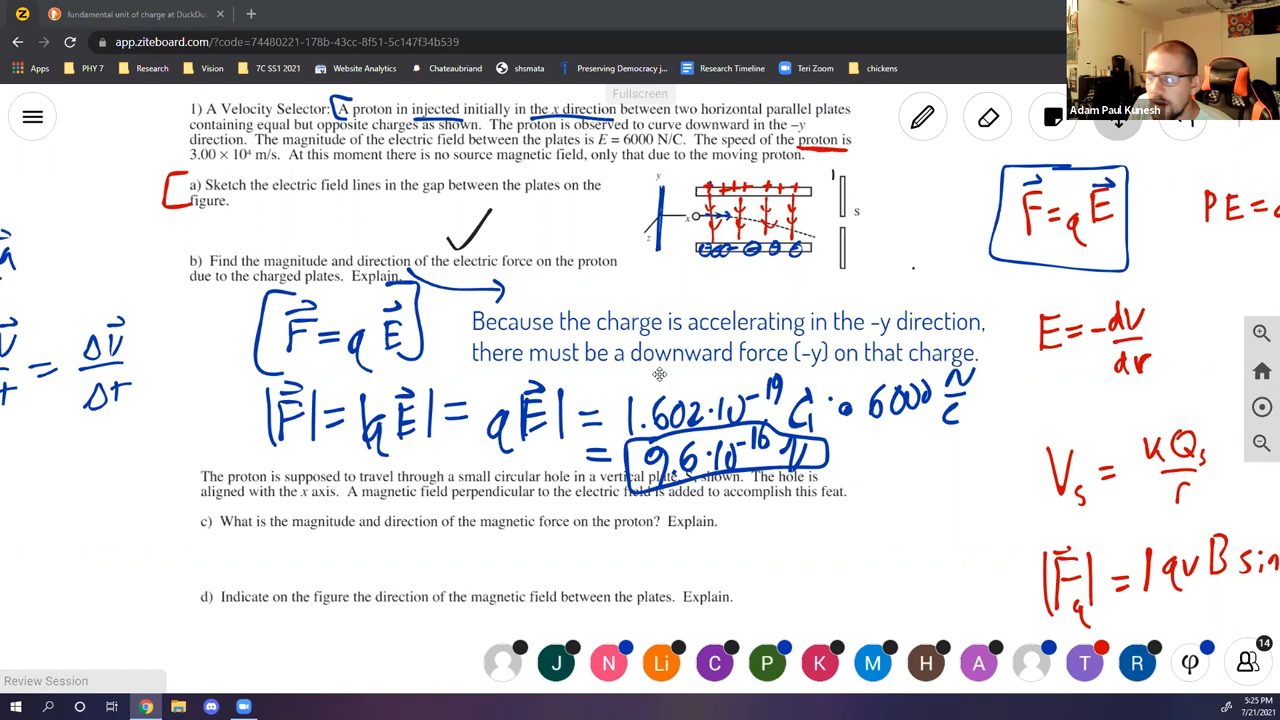 fundamental unit of charge at DuckDu
app.ziteboard.com/?code=74480221-178b-43cc-8f51-5c147f34b539
Apps PHY 7 Research Vision 7C SS1 2021 Website Analytics Chateaubriand shsmata Preserving Democracy... Research Timeline Teri Zoom chickens
Fullscreen
Adam Paul Kunesh
1) A Velocity Selector: A proton in injected initially in the x direction between two horizontal parallel plates
containing equal but opposite charges as shown. The proton is observed to curve downward in the –y
direction. The magnitude of the electric field between the plates is E = 6000 N/C. The speed of the proton is
3.00 × 10⁴ m/s. At this moment there is no source magnetic field, only that due to the moving proton.
a) Sketch the electric field lines in the gap between the plates on the
figure.
y
x
z
S
F = qE
PE =
b) Find the magnitude and direction of the electric force on the proton
due to the charged plates. Explain.
F = qE
Because the charge is accelerating in the -y direction,
there must be a downward force (-y) on that charge.
E = -dV/dr
= Δv/Δt
|F| = |qE| = q|E| = 1.602·10⁻¹⁹ C · 6000 N/C
= 9.6·10⁻¹⁶ N
V_s = kQ_s/r
The proton is supposed to travel through a small circular hole in a vertical plate, S, shown. The hole is
aligned with the x axis. A magnetic field perpendicular to the electric field is added to accomplish this feat.
c) What is the magnitude and direction of the magnetic force on the proton? Explain.
|F_q| = |qvB sin
d) Indicate on the figure the direction of the magnetic field between the plates. Explain.
J N Li C P K M H A T R φ 14
Review Session
5:25 PM
7/21/2021